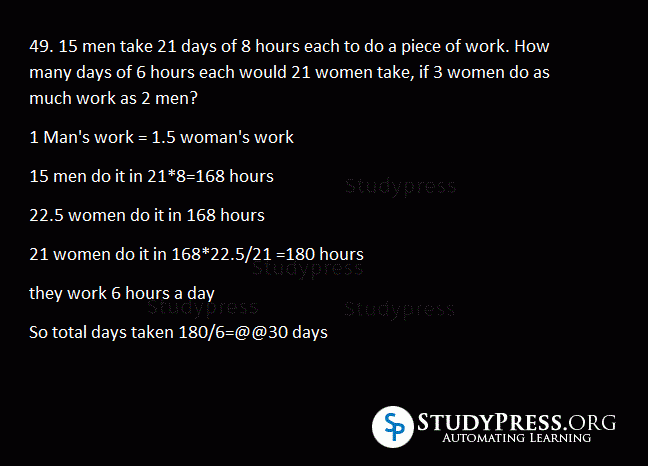 49. 15 men take 21 days of 8 hours each to do a piece of work. How
many days of 6 hours each would 21 women take, if 3 women do as
much work as 2 men?
1 Man's work = 1.5 woman's work
15 men do it in 21*8=168 hours
Studypress
22.5 women do it in 168 hours
21 women do it in 168*22.5/21 =180 hours
Studypress
they work 6 hours a day
Studypress
Studypress
So total days taken 180/6=@@30 days
SP
STUDYPRESS.ORG
AUTOMATING LEARNING